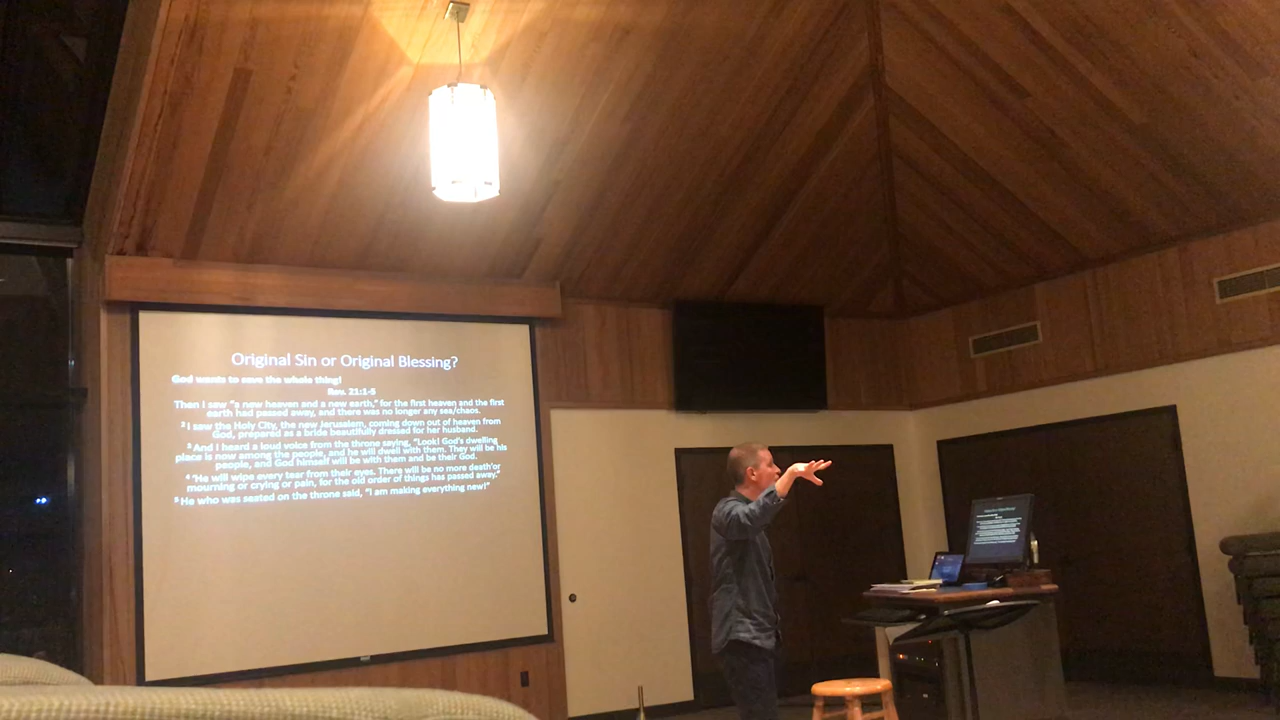 Original Sin or Original Blessing?
God wants to save the whole thing!
Rev. 21:1-5
Then I saw "a new heaven and a new earth," for the first heaven and the first
earth had passed away, and there was no longer any sea/chaos.
2 I saw the Holy City, the new Jerusalem, coming down out of heaven from
God, prepared as a bride beautifully dressed for her husband.
3 And I heard a loud voice from the throne saying, "Look! God's dwelling
place is now among the people, and he will dwell with them. They will be his
people, and God himself will be with them and be their God.
4 "He will wipe every tear from their eyes. There will be no more death'or
mourning or crying or pain, for the old order of things has passed away."
5 He who was seated on the throne said, "I am making everything new!"